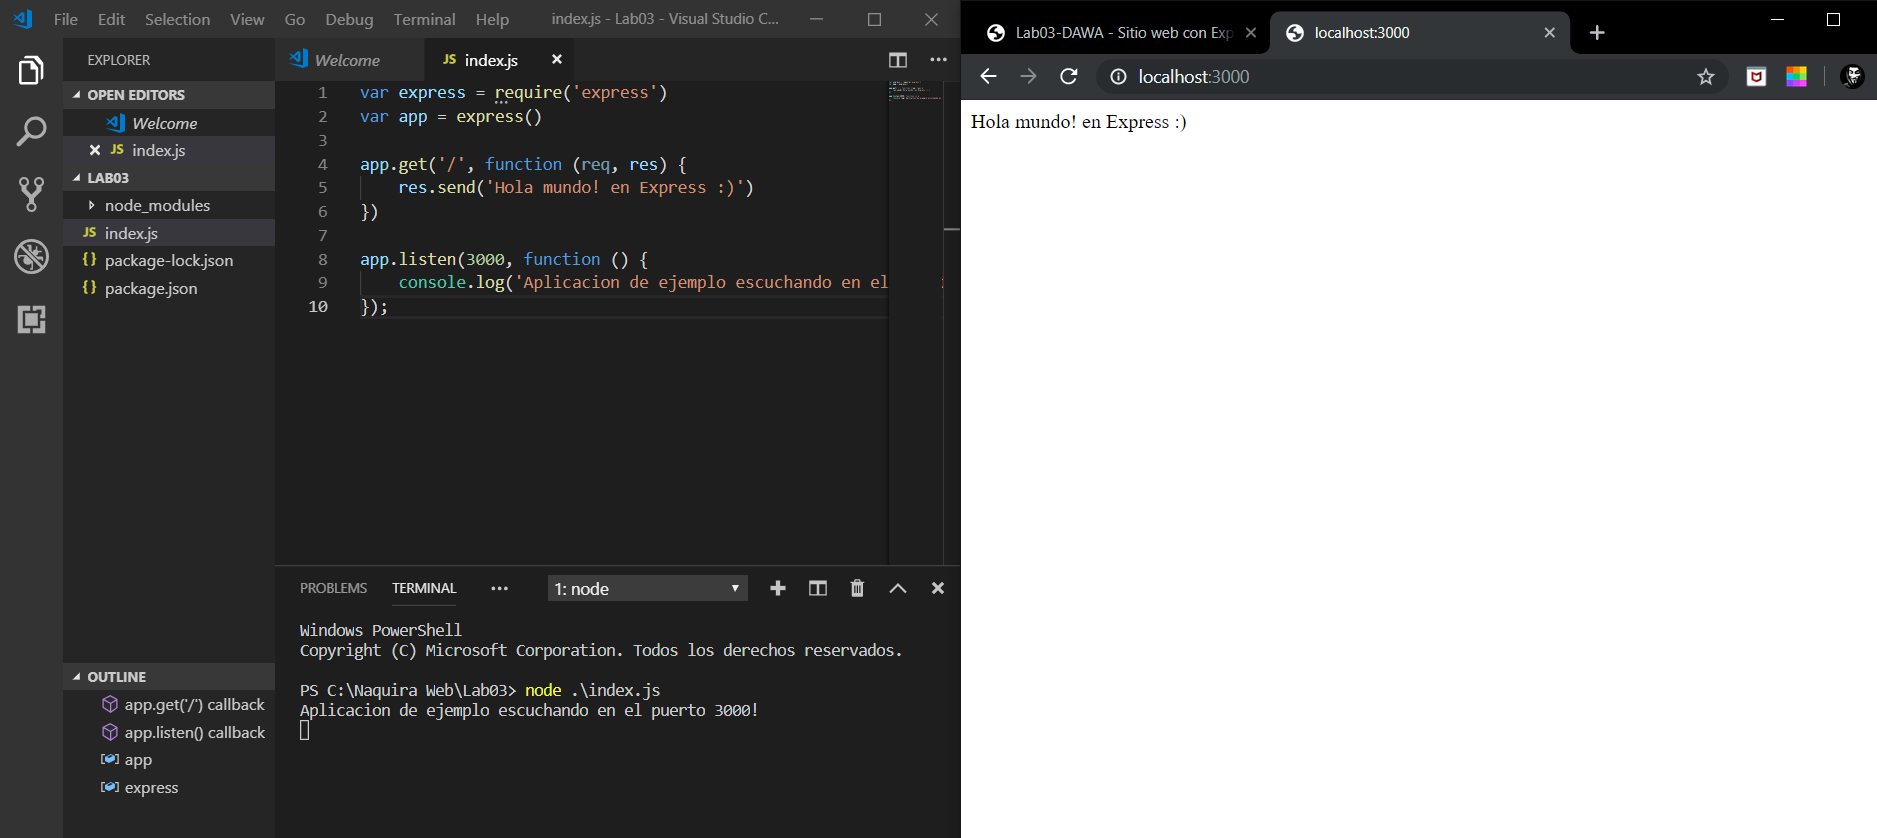 File Edit Selection View Go Debug Terminal Help index.js - Lab03 - Visual Studio C...
EXPLORER
OPEN EDITORS
Welcome
JS index.js
LAB03
node_modules
JS index.js
{} package-lock.json
{} package.json
OUTLINE
app.get('/') callback
app.listen() callback
app
express
Welcome JS index.js
1 var express = require('express')
2 var app = express()
3
4 app.get('/', function (req, res) {
5 res.send('Hola mundo! en Express :)')
6 })
7
8 app.listen(3000, function () {
9 console.log('Aplicacion de ejemplo escuchando en el
10 });
PROBLEMS TERMINAL ... 1: node
Windows PowerShell
Copyright (C) Microsoft Corporation. Todos los derechos reservados.
PS C:\Naquira Web\Lab03> node .\index.js
Aplicacion de ejemplo escuchando en el puerto 3000!
Lab03-DAWA - Sitio web con Exp localhost:3000
localhost:3000
Hola mundo! en Express :)